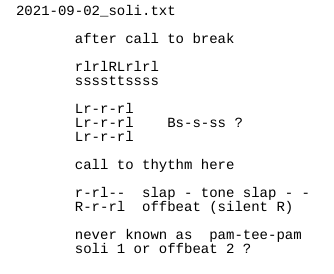 2021-09-02_soli.txt
after call to break
rlrlRLrlrl
ssssttssss
Lr-r-rl
Lr-r-rl    Bs-s-ss ?
Lr-r-rl
call to thythm here
r-rl--  slap - tone slap - -
R-r-rl  offbeat (silent R)
never known as  pam-tee-pam
soli 1 or offbeat 2 ?